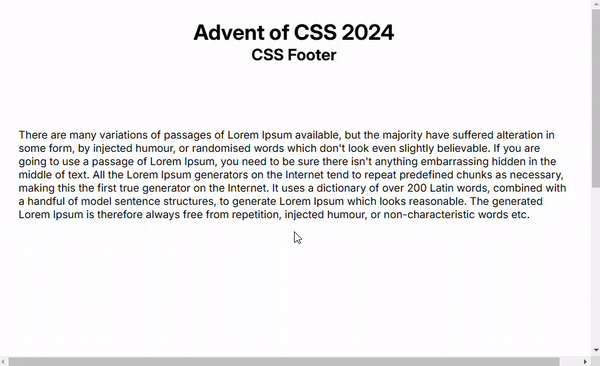 Advent of CSS 2024
CSS Footer
There are many variations of passages of Lorem Ipsum available, but the majority have suffered alteration in
some form, by injected humour, or randomised words which don't look even slightly believable. If you are
going to use a passage of Lorem Ipsum, you need to be sure there isn't anything embarrassing hidden in the
middle of text. All the Lorem Ipsum generators on the Internet tend to repeat predefined chunks as necessary,
making this the first true generator on the Internet. It uses a dictionary of over 200 Latin words, combined with
a handful of model sentence structures, to generate Lorem Ipsum which looks reasonable. The generated
Lorem Ipsum is therefore always free from repetition, injected humour, or non-characteristic words etc.